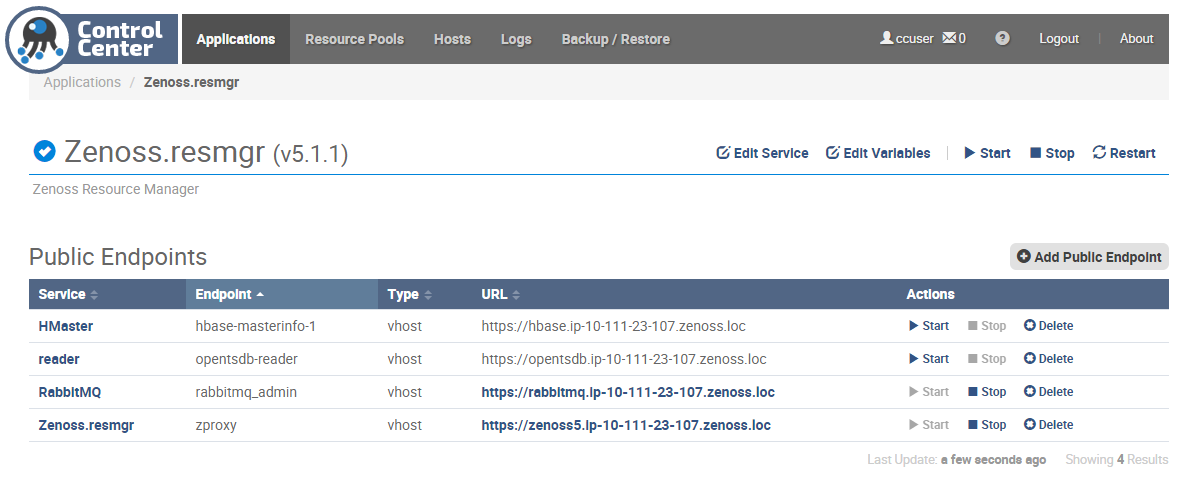 Control Center Applications Resource Pools Hosts Logs Backup / Restore ccuser 0 ? Logout About
Applications / Zenoss.resmgr
Zenoss.resmgr (v5.1.1) Edit Service Edit Variables Start Stop Restart
Zenoss Resource Manager
Public Endpoints Add Public Endpoint
Service Endpoint Type URL Actions
HMaster hbase-masterinfo-1 vhost https://hbase.ip-10-111-23-107.zenoss.loc Start Stop Delete
reader opentsdb-reader vhost https://opentsdb.ip-10-111-23-107.zenoss.loc Start Stop Delete
RabbitMQ rabbitmq_admin vhost https://rabbitmq.ip-10-111-23-107.zenoss.loc Start Stop Delete
Zenoss.resmgr zproxy vhost https://zenoss5.ip-10-111-23-107.zenoss.loc Start Stop Delete
Last Update: a few seconds ago Showing 4 Results